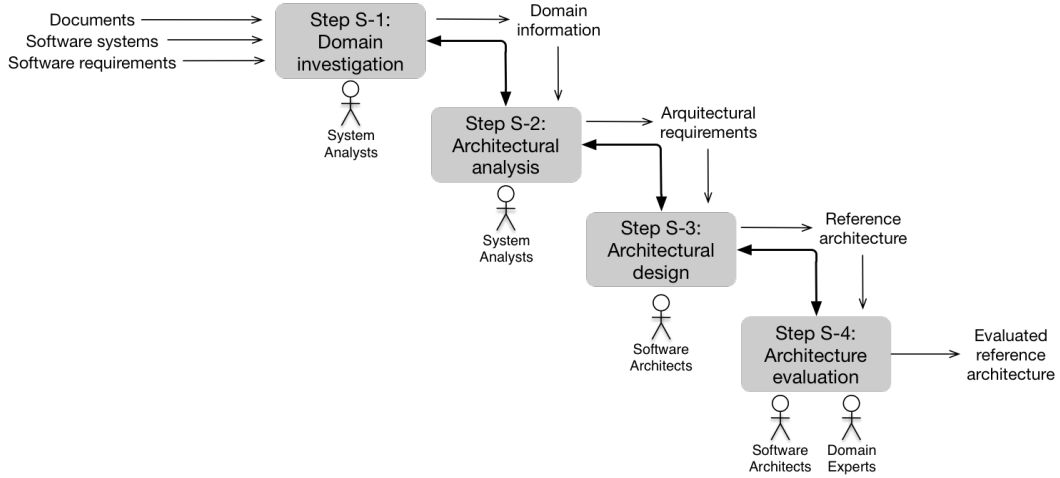 Documents
Software systems
Software requirements
Step S-1:
Domain
investigation
System
Analysts
Domain
information
Step S-2:
Architectural
analysis
System
Analysts
Arquitectural
requirements
Step S-3:
Architectural
design
Software
Architects
Reference
architecture
Step S-4:
Architecture
evaluation
Software
Architects
Domain
Experts
Evaluated
reference
architecture